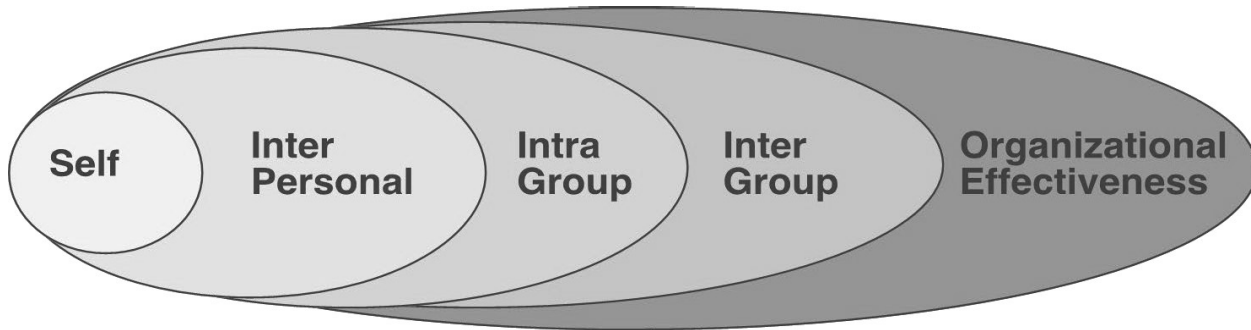 Self
Inter
Personal
Intra
Group
Inter
Group
Organizational
Effectiveness